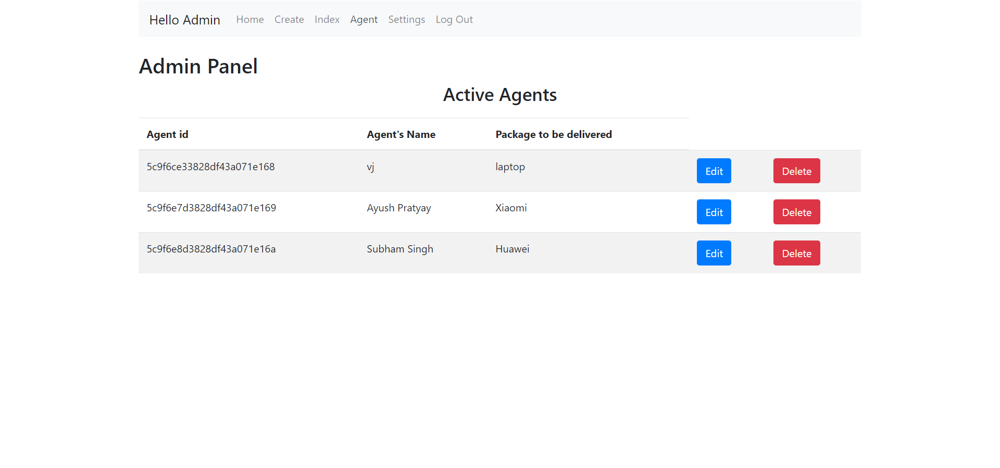 Hello Admin Home Create Index Agent Settings Log Out
Admin Panel
Active Agents
Agent id Agent's Name Package to be delivered
5c9f6ce33828df43a071e168 vj laptop Edit Delete
5c9f6e7d3828df43a071e169 Ayush Pratyay Xiaomi Edit Delete
5c9f6e8d3828df43a071e16a Subham Singh Huawei Edit Delete